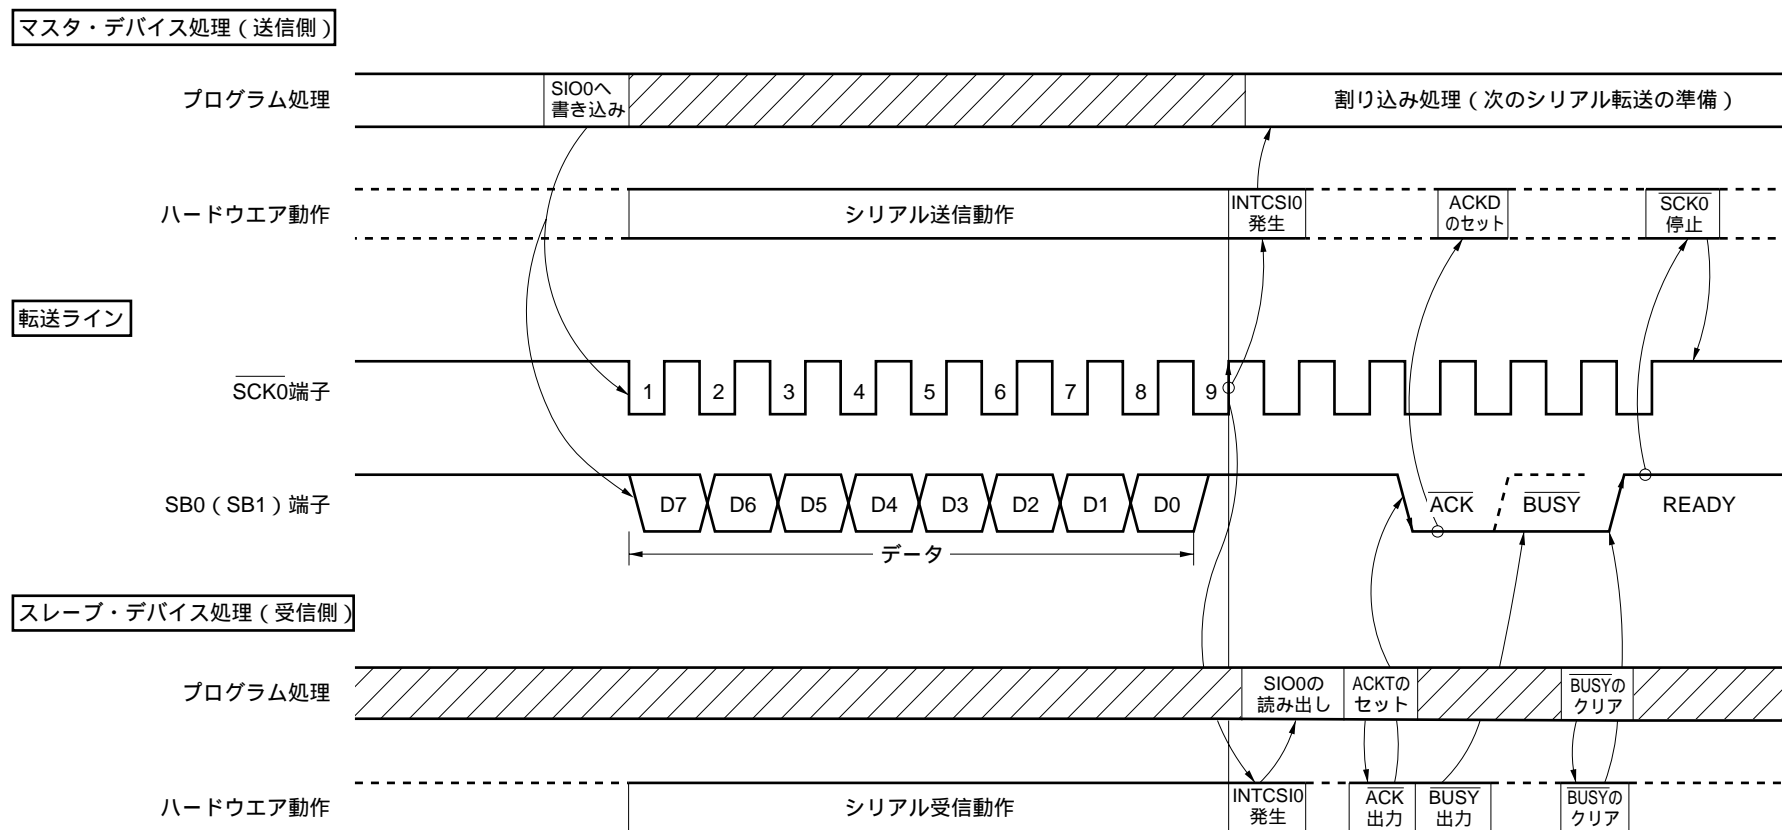 マスタ・デバイス処理（送信側）
プログラム処理
SIO0へ
書き込み
割り込み処理（次のシリアル転送の準備）
ハードウエア動作
シリアル送信動作
INTCSI0
発生
ACKD
のセット
SCK0
停止
転送ライン
SCK0端子
1 2 3 4 5 6 7 8 9
SB0（SB1）端子
D7 D6 D5 D4 D3 D2 D1 D0
ACK BUSY READY
データ
スレーブ・デバイス処理（受信側）
プログラム処理
SIO0の
読み出し
ACKTの
セット
BUSYの
クリア
ハードウエア動作
シリアル受信動作
INTCSI0
発生
ACK
出力
BUSY
出力
BUSYの
クリア